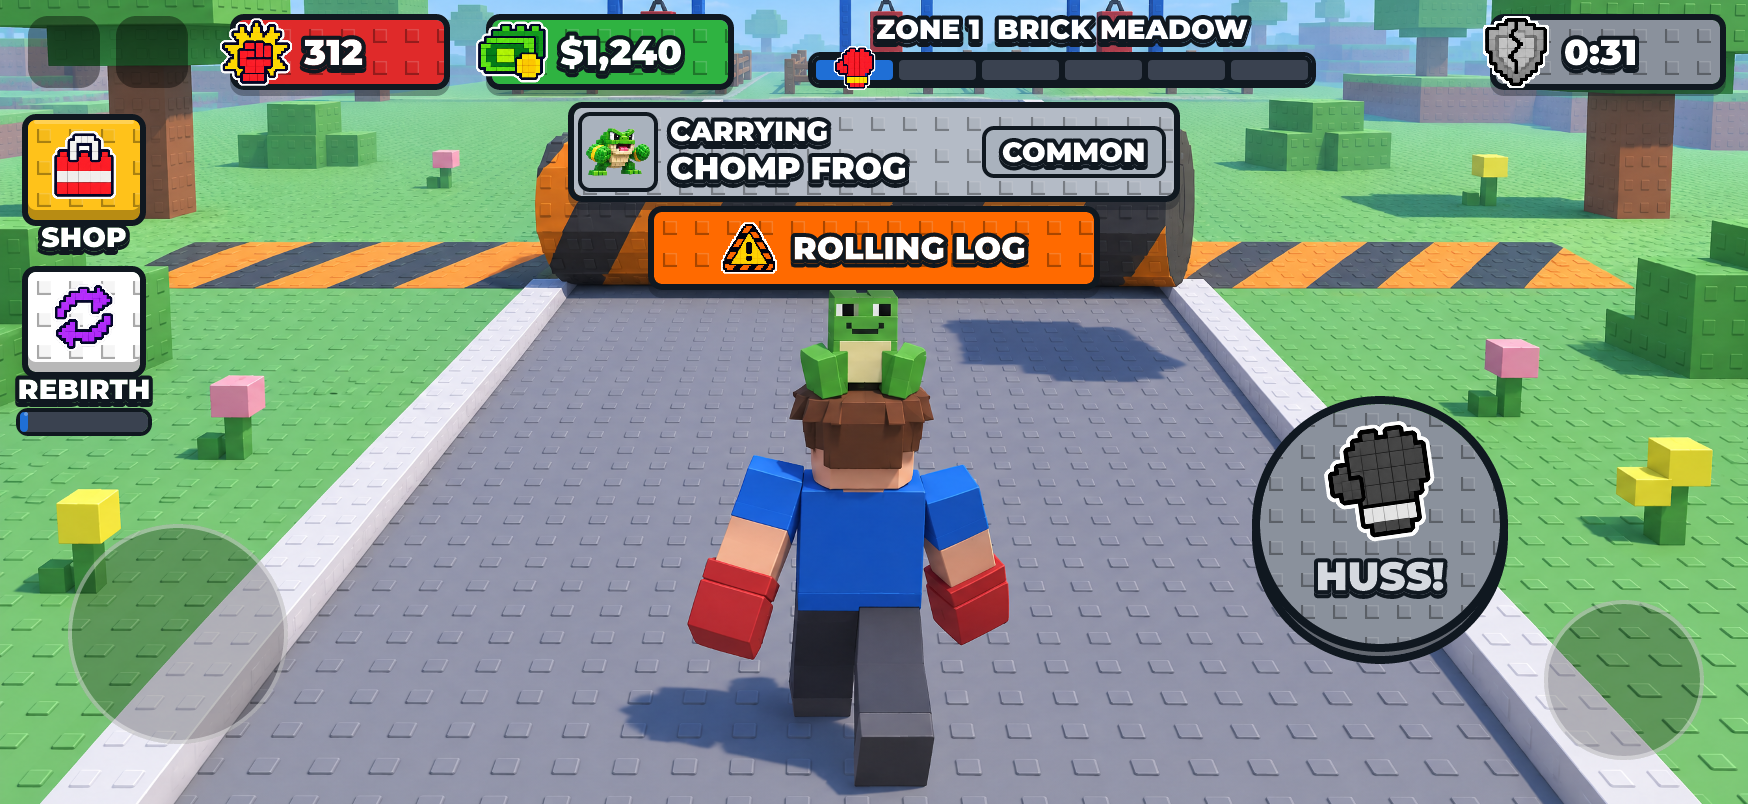 312
$1,240
ZONE 1 BRICK MEADOW
0:31
SHOP
REBIRTH
CARRYING
CHOMP FROG
COMMON
ROLLING LOG
HUSS!